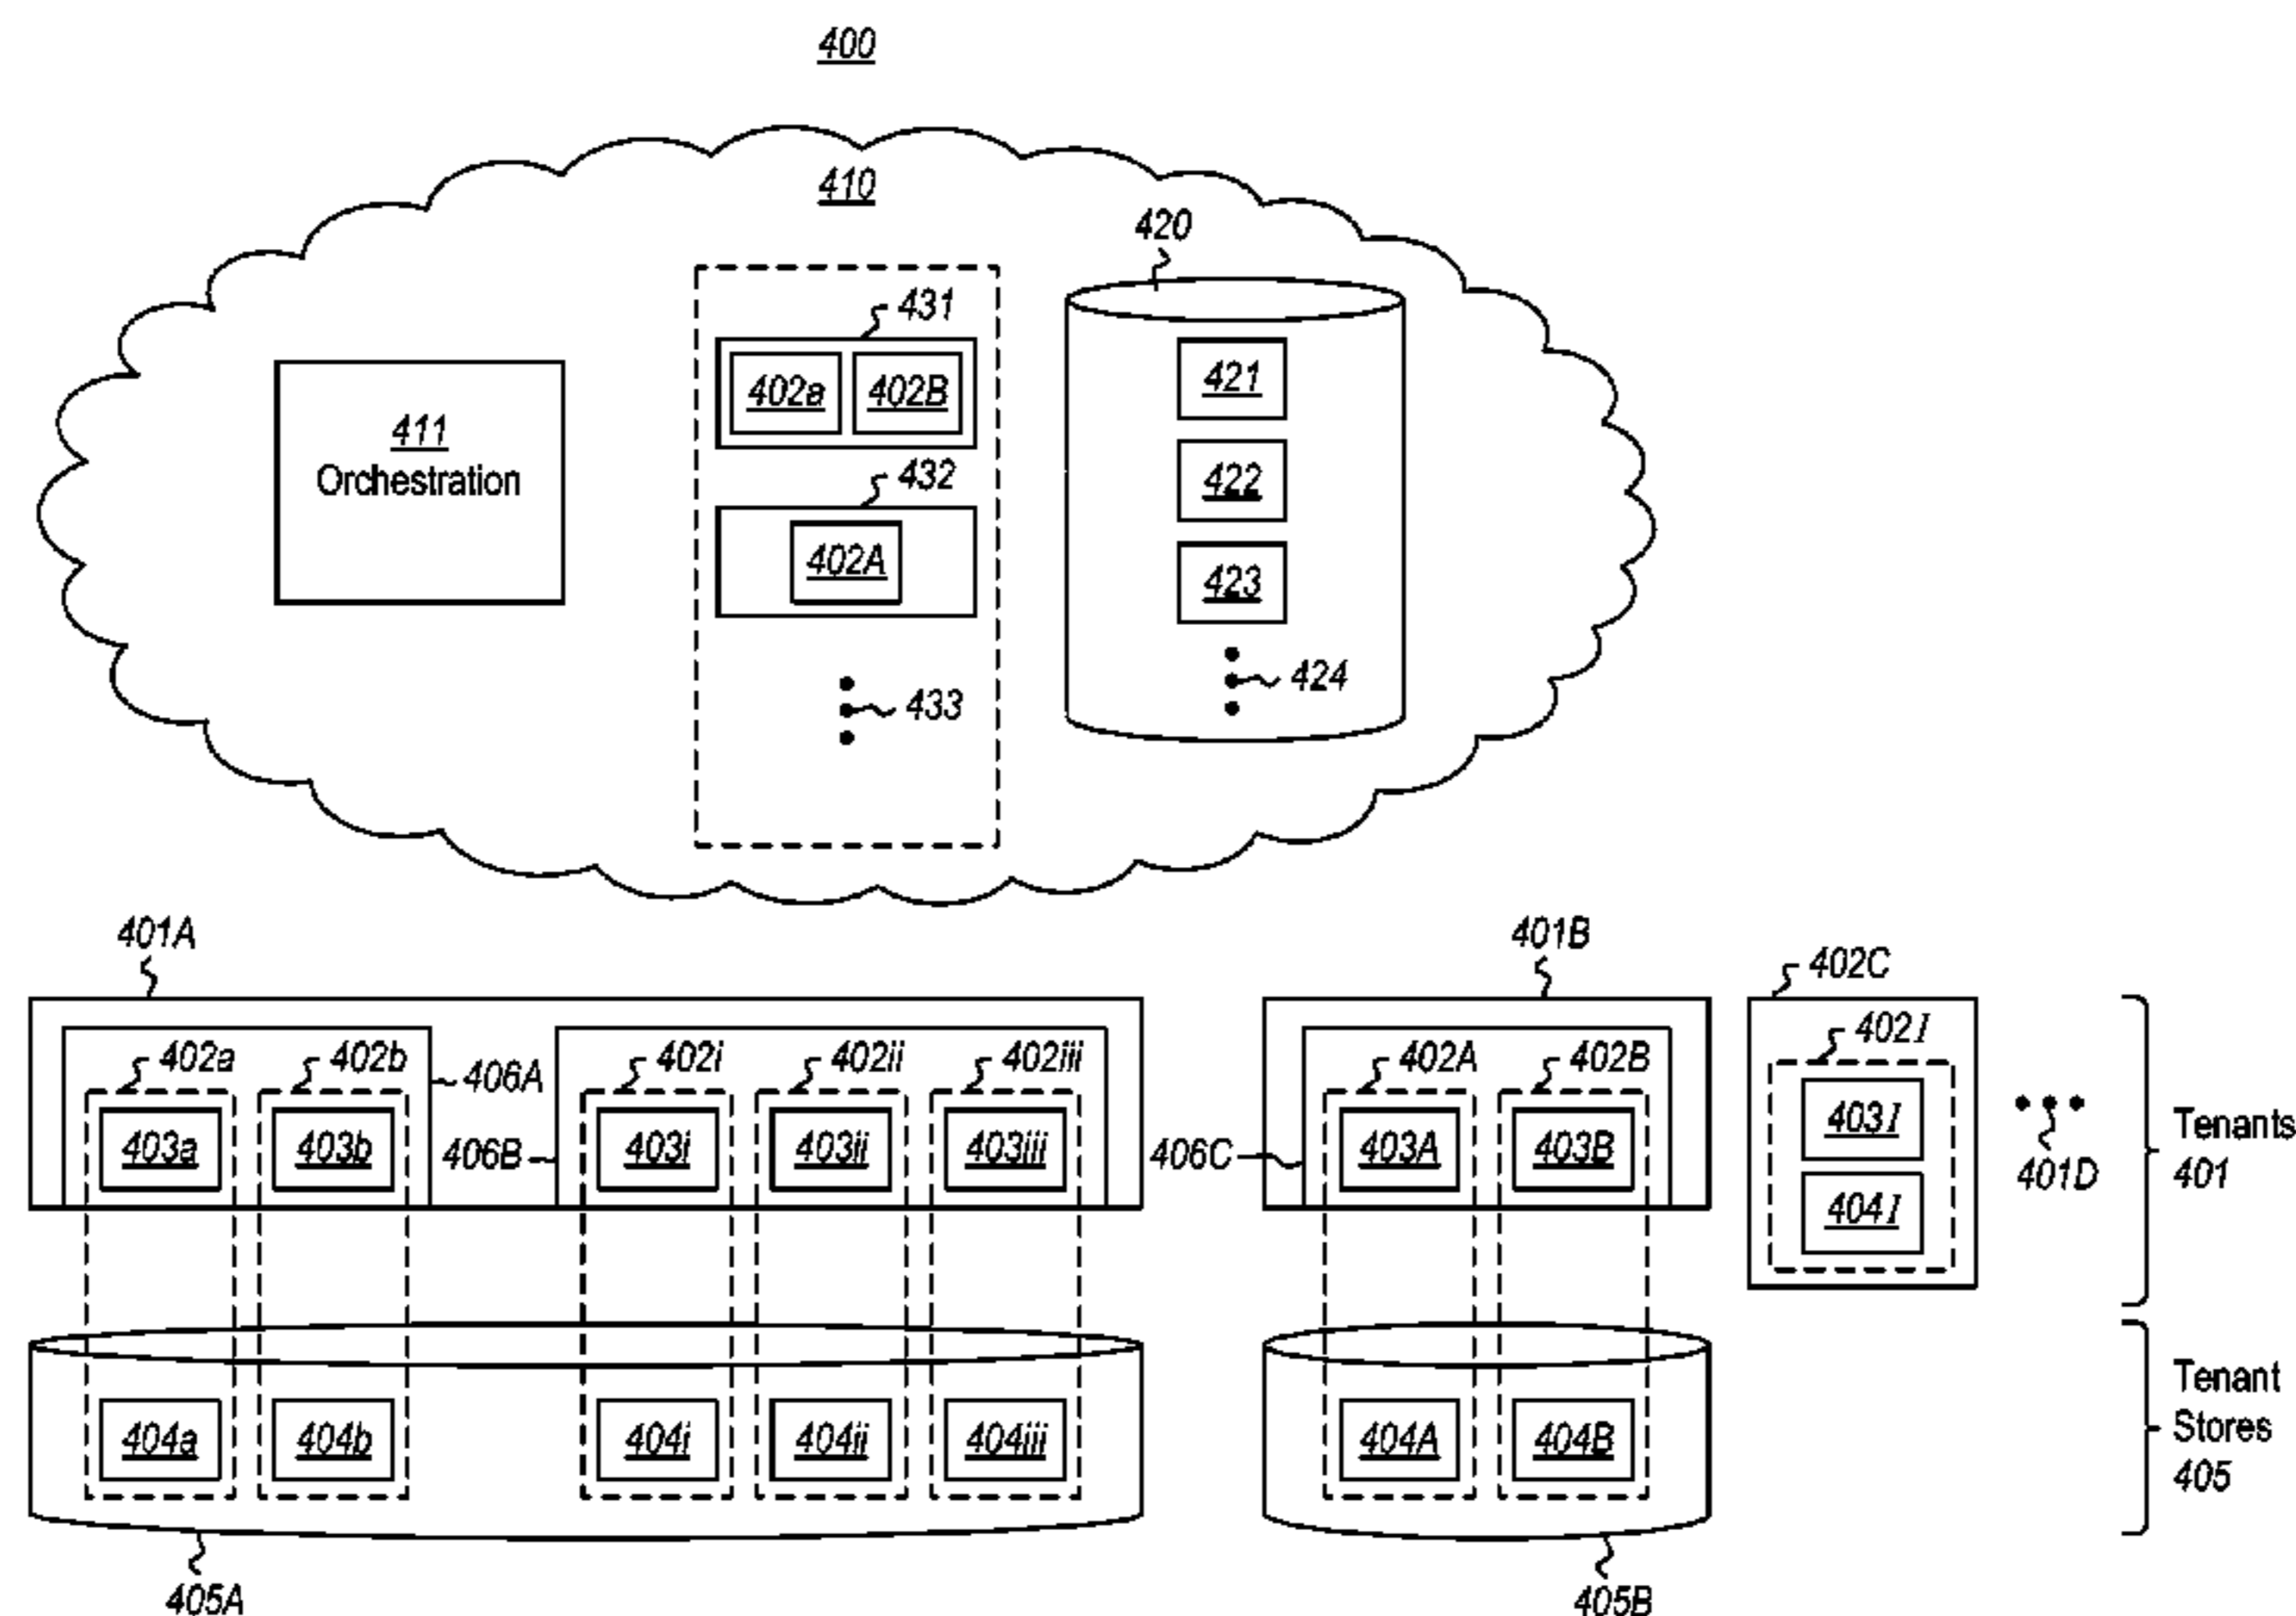 400
410
420
431
402a 402B
421
411
Orchestration
422
432
402A
423
424
433
401A
401B
402C
402a
402b
406A
402i
402ii
402iii
402A
402B
402I
403a
403b
406B
403i
403ii
403iii
406C
403A
403B
403I
404I
401D
Tenants
401
404a
404b
404i
404ii
404iii
404A
404B
Tenant
Stores
405
405A
405B